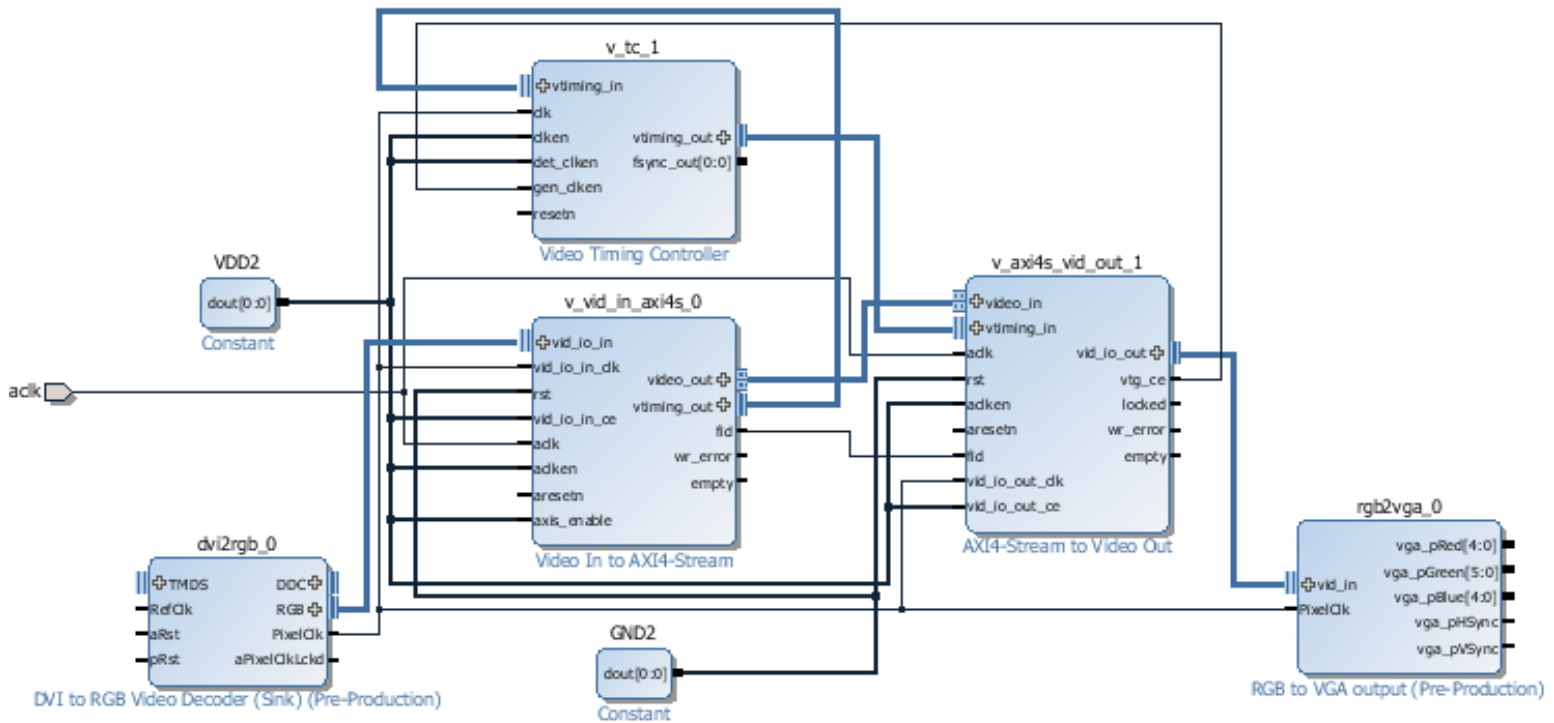 v_tc_1
vtiming_in
clk
clken
det_clken
gen_clken
resetn
vtiming_out
fsync_out[0:0]
Video Timing Controller
VDD2
dout[0:0]
Constant
aclk
v_vid_in_axi4s_0
vid_io_in
vid_io_in_clk
rst
vid_io_in_ce
aclk
aclken
aresetn
axis_enable
video_out
vtiming_out
fid
wr_error
empty
Video In to AXI4-Stream
v_axi4s_vid_out_1
video_in
vtiming_in
aclk
rst
aclken
aresetn
fid
vid_io_out_clk
vid_io_out_ce
vid_io_out
vtg_ce
locked
wr_error
empty
AXI4-Stream to Video Out
dvi2rgb_0
TMDS
RefClk
aRst
pRst
DDC
RGB
PixelClk
aPixelClkLckd
DVI to RGB Video Decoder (Sink) (Pre-Production)
GND2
dout[0:0]
Constant
rgb2vga_0
vid_in
PixelClk
vga_pRed[4:0]
vga_pGreen[5:0]
vga_pBlue[4:0]
vga_pHSync
vga_pVSync
RGB to VGA output (Pre-Production)